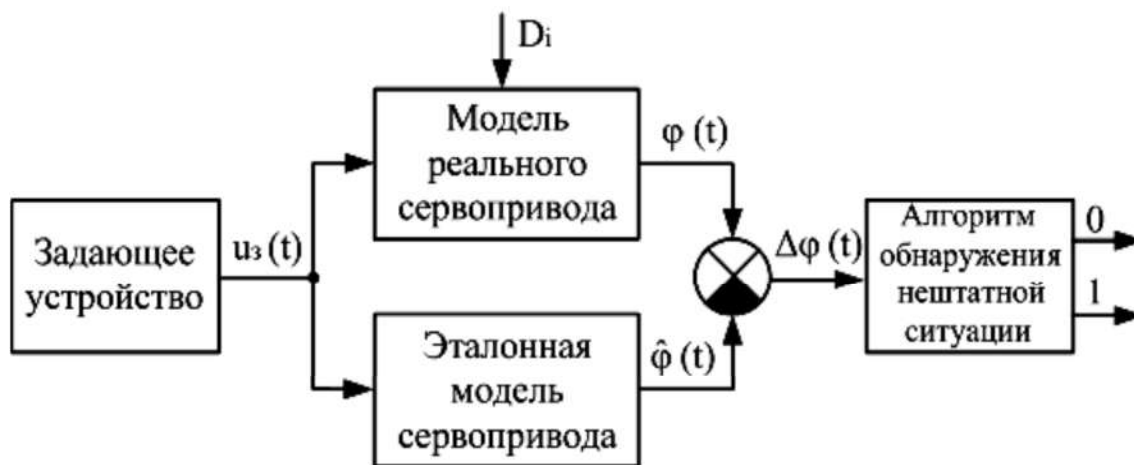 Dᵢ
Модель
реального
сервопривода
φ (t)
Задающее
устройство
uз (t)
Δφ (t)
Алгоритм
обнаружения
нештатной
ситуации
0
1
Эталонная
модель
сервопривода
φ̂ (t)